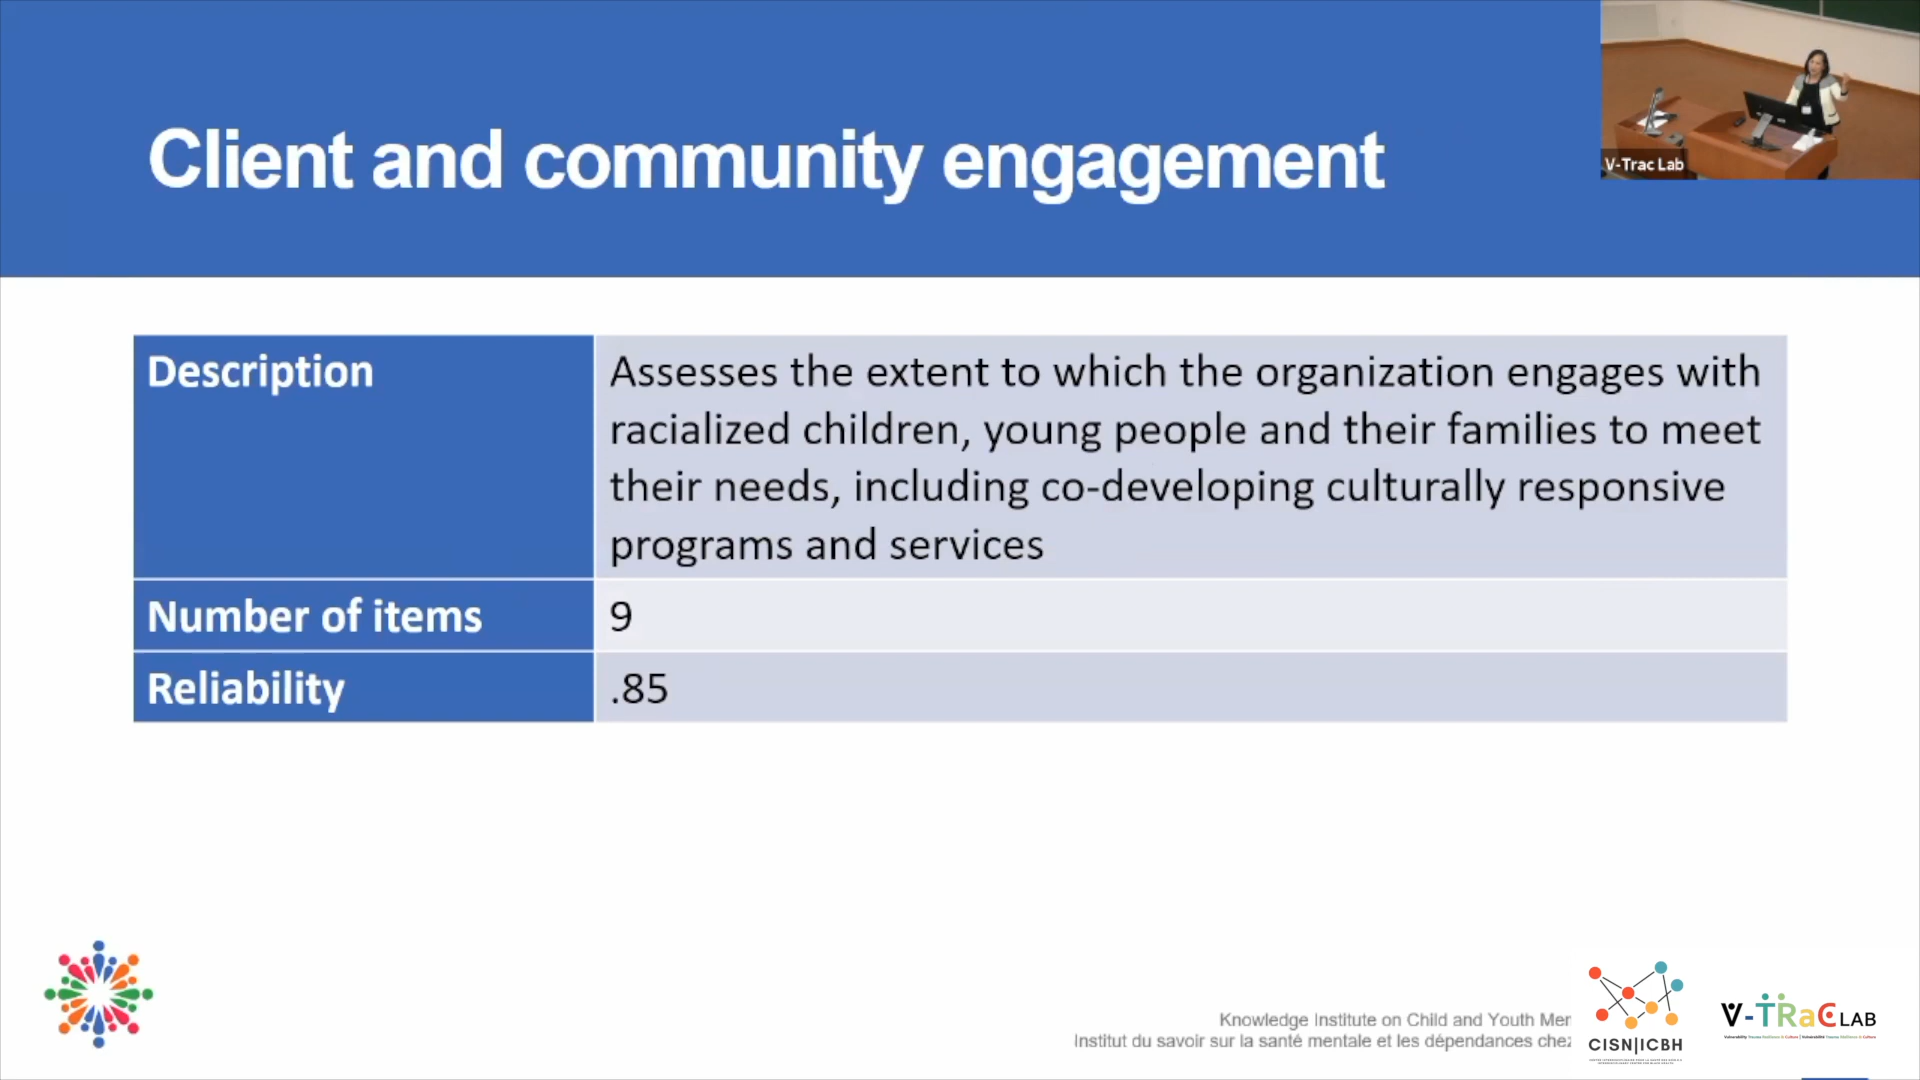 Client and community engagement
V-Trac Lab
Description
Assesses the extent to which the organization engages with
racialized children, young people and their families to meet
their needs, including co-developing culturally responsive
programs and services
Number of items
9
Reliability
.85
Knowledge Institute on Child and Youth Mer
Institut du savoir sur la santé mentale et les dépendances chez
CISN|ICBH
V-TRaC LAB